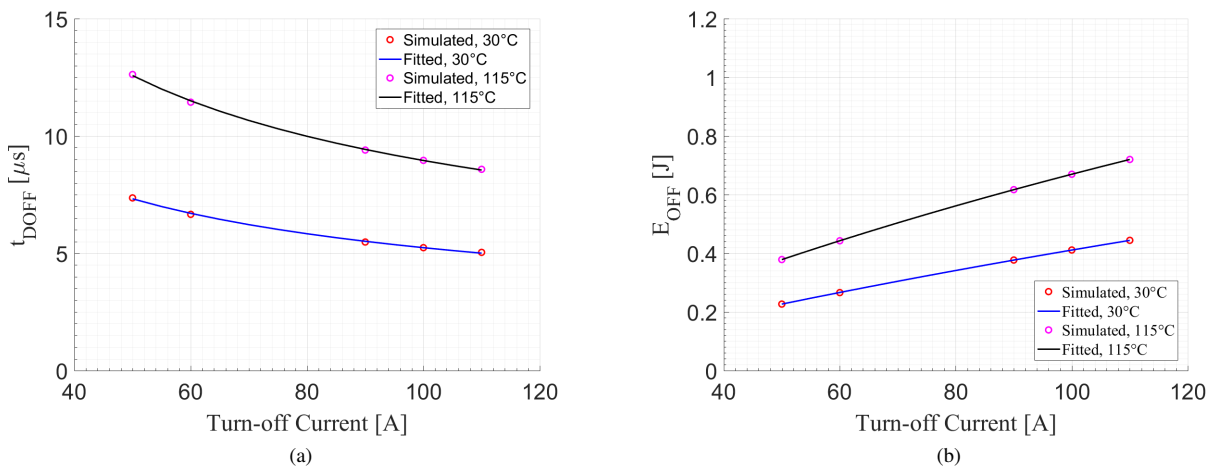 15
10
5
0
t_DOFF [μs]
Simulated, 30°C
Fitted, 30°C
Simulated, 115°C
Fitted, 115°C
40
60
80
100
120
Turn-off Current [A]
(a)
1.2
1
0.8
0.6
0.4
0.2
0
E_OFF [J]
Simulated, 30°C
Fitted, 30°C
Simulated, 115°C
Fitted, 115°C
40
60
80
100
120
Turn-off Current [A]
(b)